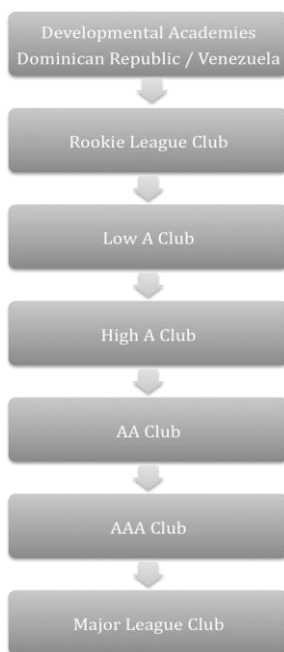 Developmental Academies
Dominican Republic / Venezuela
Rookie League Club
Low A Club
High A Club
AA Club
AAA Club
Major League Club